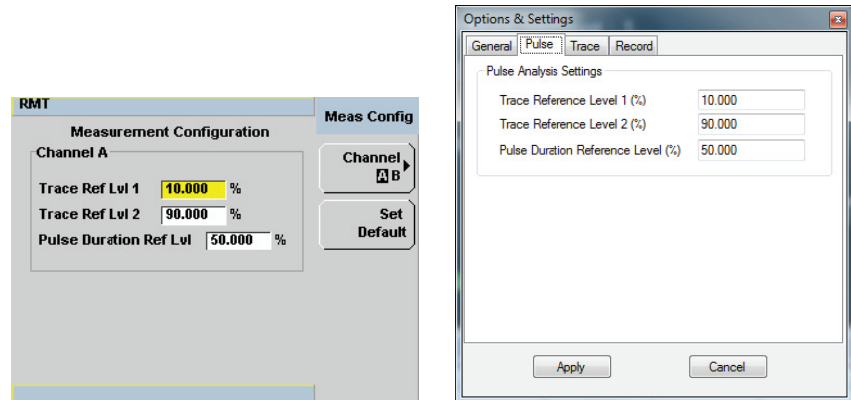 RMT
Measurement Configuration
Channel A
Trace Ref Lvl 1 10.000 %
Trace Ref Lvl 2 90.000 %
Pulse Duration Ref Lvl 50.000 %
Meas Config
Channel
A B
Set
Default
Options & Settings
General Pulse Trace Record
Pulse Analysis Settings
Trace Reference Level 1 (%) 10.000
Trace Reference Level 2 (%) 90.000
Pulse Duration Reference Level (%) 50.000
Apply Cancel